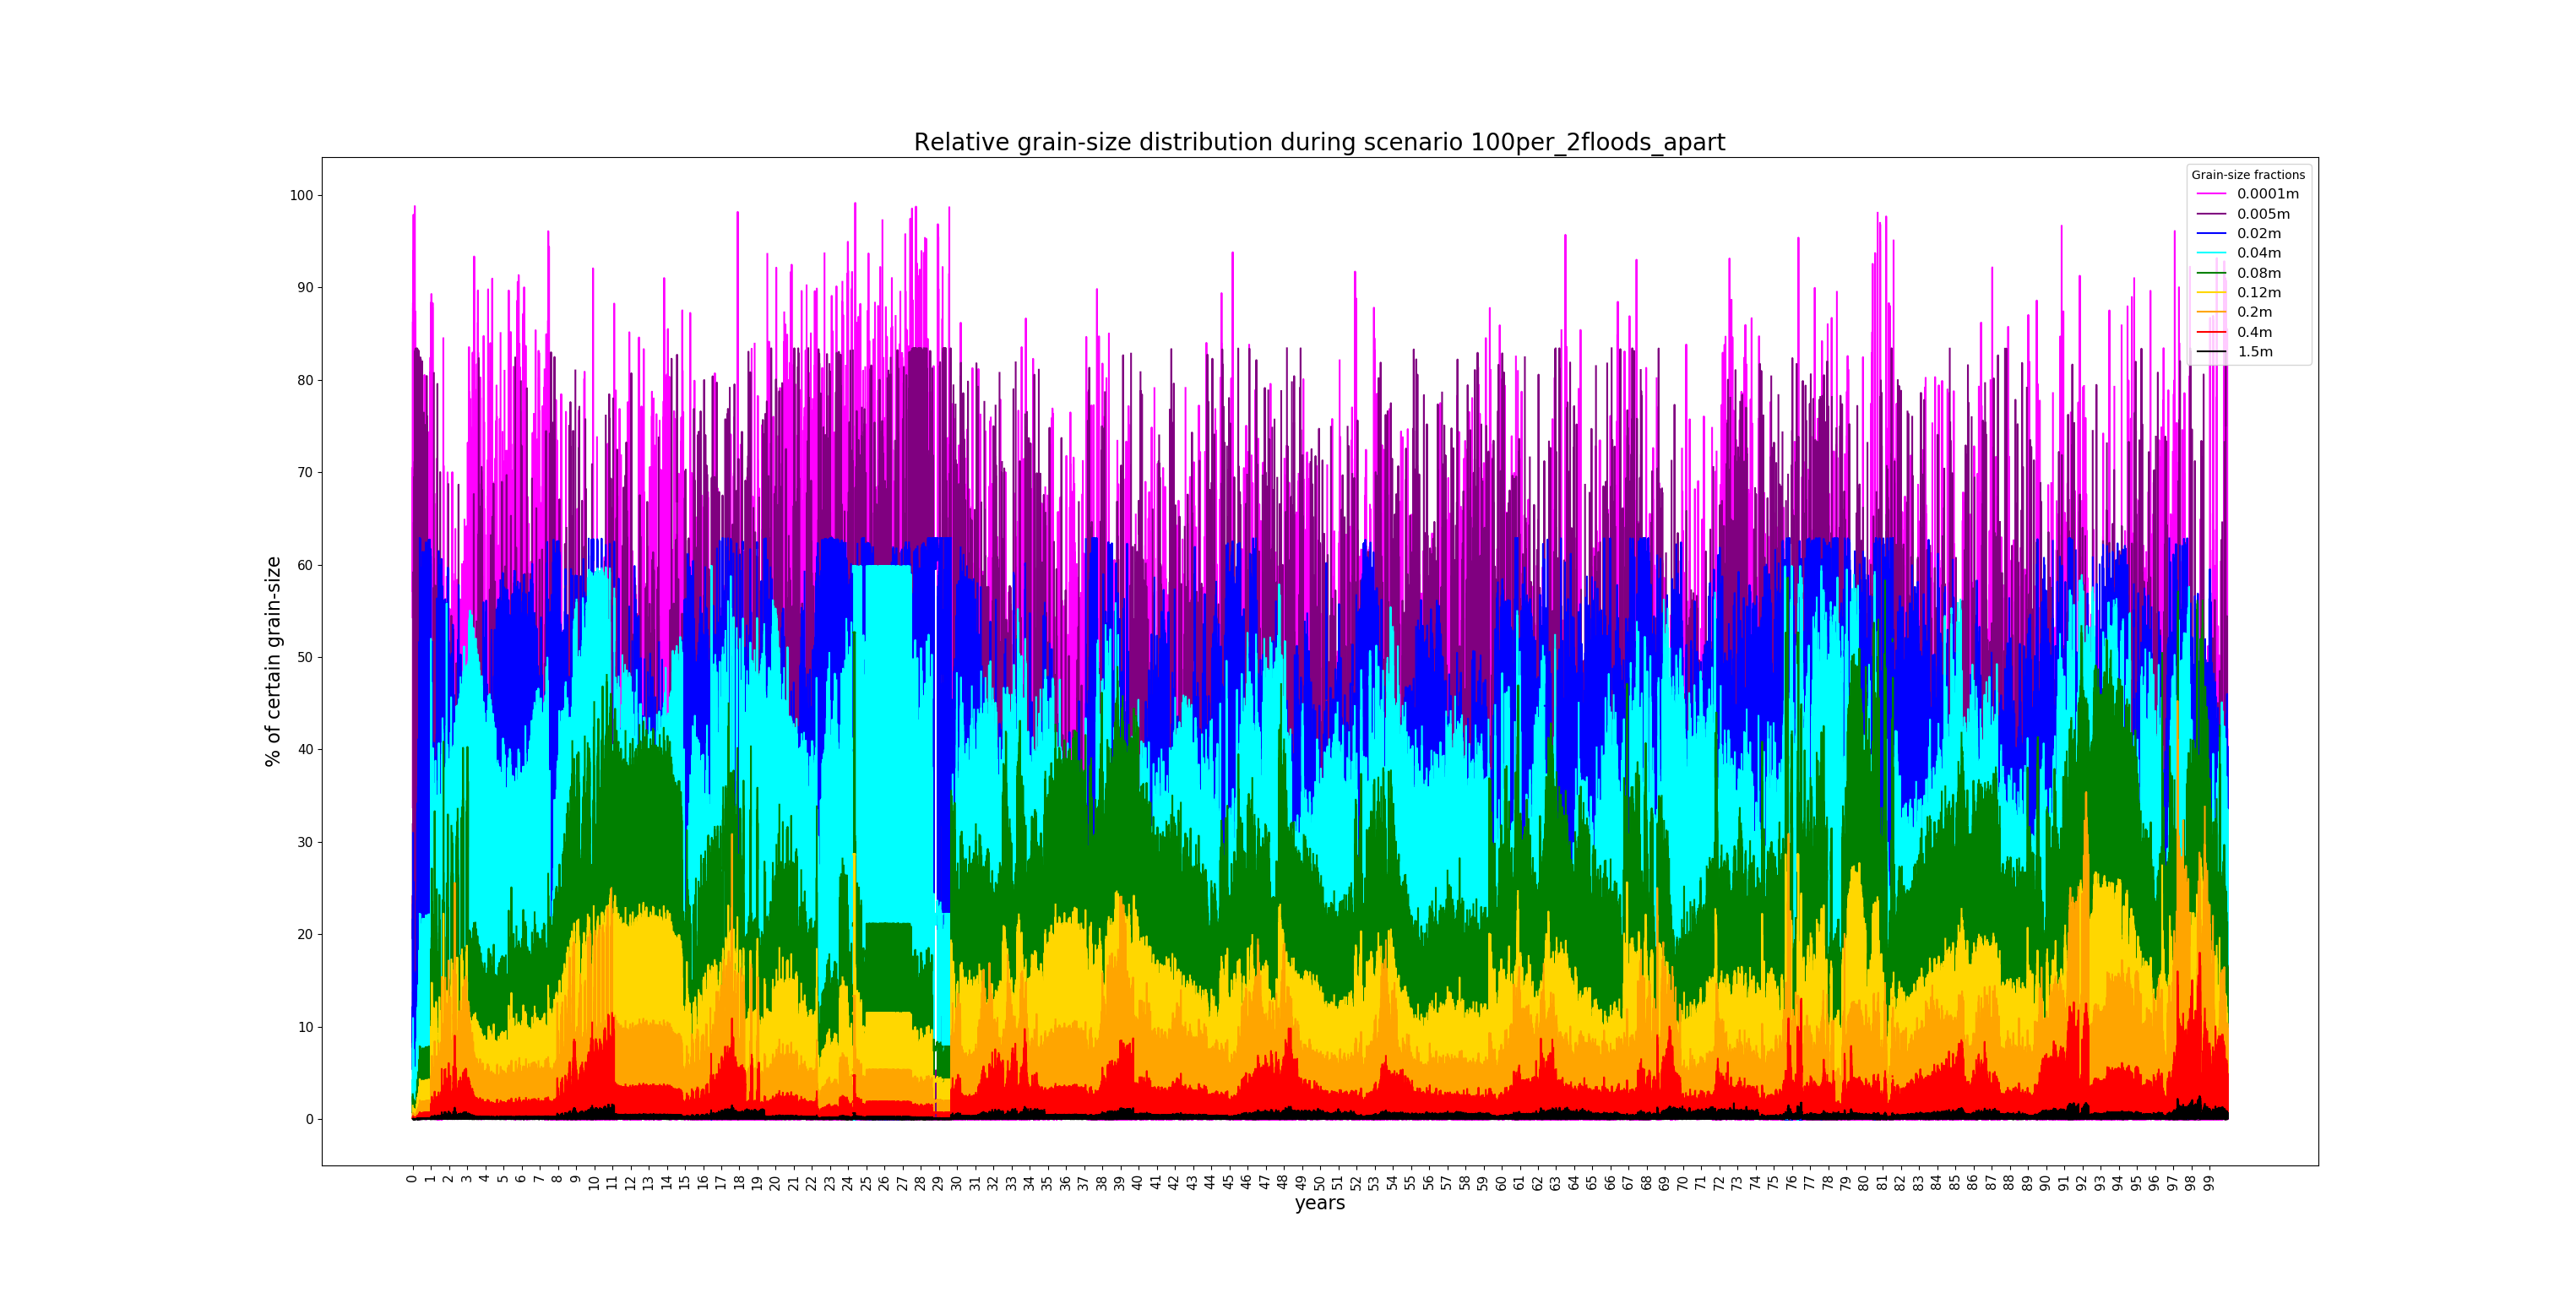 Relative grain-size distribution during scenario 100per_2floods_apart
Grain-size fractions
0.0001m
0.005m
0.02m
0.04m
0.08m
0.12m
0.2m
0.4m
1.5m
% of certain grain-size
100
90
80
70
60
50
40
30
20
10
0
0 1 2 3 4 5 6 7 8 9 10 11 12 13 14 15 16 17 18 19 20 21 22 23 24 25 26 27 28 29 30 31 32 33 34 35 36 37 38 39 40 41 42 43 44 45 46 47 48 49 50 51 52 53 54 55 56 57 58 59 60 61 62 63 64 65 66 67 68 69 70 71 72 73 74 75 76 77 78 79 80 81 82 83 84 85 86 87 88 89 90 91 92 93 94 95 96 97 98 99
years